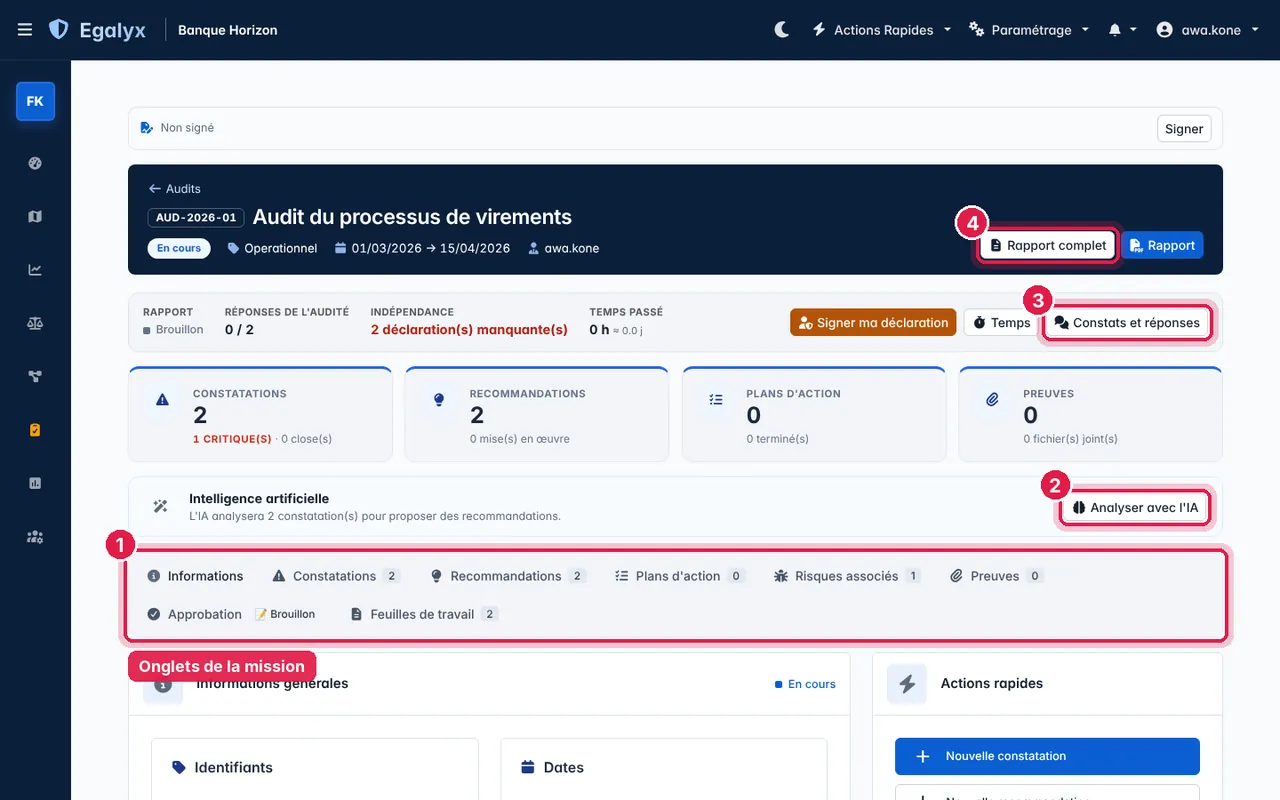 Egalyx
Banque Horizon
Actions Rapides
Paramétrage
awa.kone
FK
Non signé
Signer
Audits
AUD-2026-01 Audit du processus de virements
En cours Operationnel 01/03/2026 → 15/04/2026 awa.kone
4
Rapport complet
Rapport
3
RAPPORT
Brouillon
RÉPONSES DE L'AUDITÉ
0 / 2
INDÉPENDANCE
2 déclaration(s) manquante(s)
TEMPS PASSÉ
0 h ≈ 0.0 j
Signer ma déclaration
Temps
Constats et réponses
CONSTATATIONS
2
1 CRITIQUE(S) · 0 close(s)
RECOMMANDATIONS
2
0 mise(s) en œuvre
PLANS D'ACTION
0
0 terminé(s)
PREUVES
0
0 fichier(s) joint(s)
2
Intelligence artificielle
L'IA analysera 2 constatation(s) pour proposer des recommandations.
Analyser avec l'IA
1
Informations Constatations 2 Recommandations 2 Plans d'action 0 Risques associés 1 Preuves 0
Approbation Brouillon Feuilles de travail 2
Onglets de la mission
Informations générales
En cours
Actions rapides
Identifiants
Dates
Nouvelle constatation